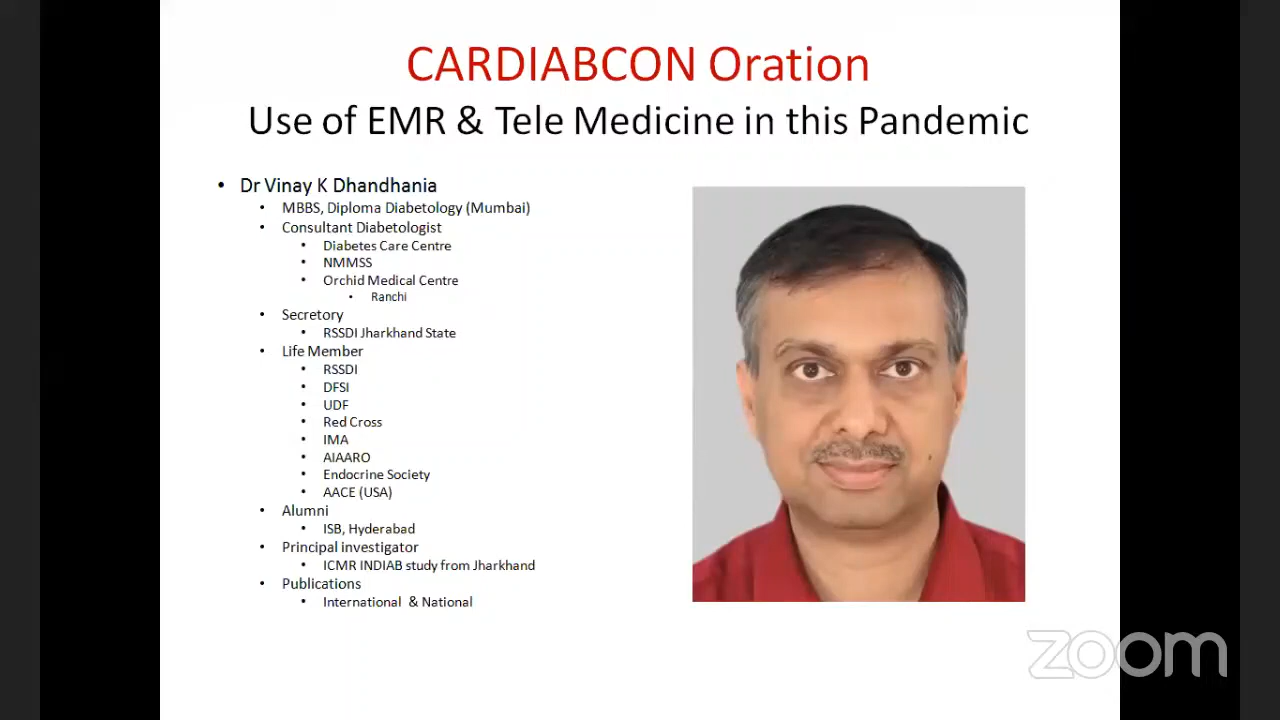 CARDIABCON Oration
Use of EMR & Tele Medicine in this Pandemic
• Dr Vinay K Dhandhania
• MBBS, Diploma Diabetology (Mumbai)
• Consultant Diabetologist
• Diabetes Care Centre
• NMMSS
• Orchid Medical Centre
• Ranchi
• Secretory
• RSSDI Jharkhand State
• Life Member
• RSSDI
• DFSI
• UDF
• Red Cross
• IMA
• AIAARO
• Endocrine Society
• AACE (USA)
• Alumni
• ISB, Hyderabad
• Principal investigator
• ICMR INDIAB study from Jharkhand
• Publications
• International & National
zoom